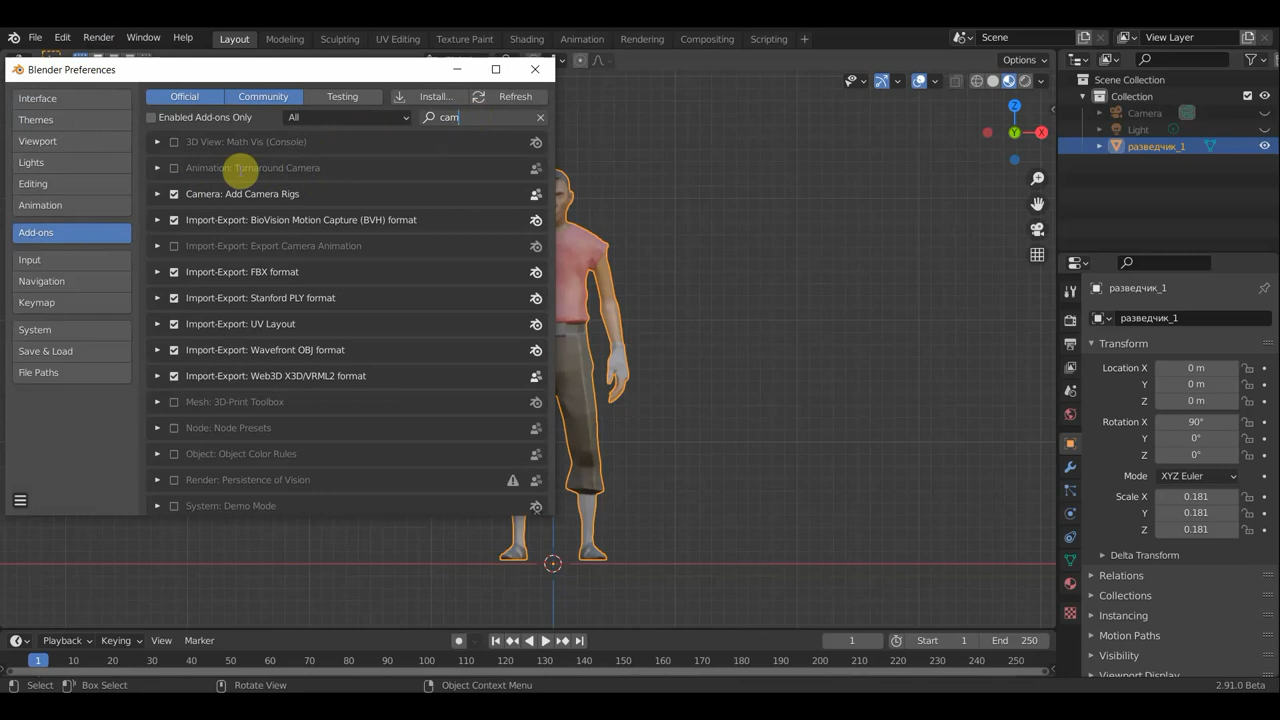 File Edit Render Window Help Layout Modeling Sculpting UV Editing Texture Paint Shading Animation Rendering Compositing Scripting + Scene View Layer
Options
Blender Preferences
Interface
Themes
Viewport
Lights
Editing
Animation
Add-ons
Input
Navigation
Keymap
System
Save & Load
File Paths
Official Community Testing Install... Refresh
Enabled Add-ons Only All cam
3D View: Math Vis (Console)
Animation: Turnaround Camera
Camera: Add Camera Rigs
Import-Export: BioVision Motion Capture (BVH) format
Import-Export: Export Camera Animation
Import-Export: FBX format
Import-Export: Stanford PLY format
Import-Export: UV Layout
Import-Export: Wavefront OBJ format
Import-Export: Web3D X3D/VRML2 format
Mesh: 3D-Print Toolbox
Node: Node Presets
Object: Object Color Rules
Render: Persistence of Vision
System: Demo Mode
Z
X
Y
Scene Collection
Collection
Camera
Light
разведчик_1
разведчик_1
разведчик_1
Transform
Location X 0 m
Y 0 m
Z 0 m
Rotation X 90°
Y 0°
Z 0°
Mode XYZ Euler
Scale X 0.181
Y 0.181
Z 0.181
Delta Transform
Relations
Collections
Instancing
Motion Paths
Visibility
Viewport Display
Playback Keying View Marker 1 Start 1 End 250
1 10 20 30 40 50 60 70 80 90 100 110 120 130 140 150 160 170 180 190 200 210 220 230 240 250
Select Box Select Rotate View Object Context Menu 2.91.0 Beta